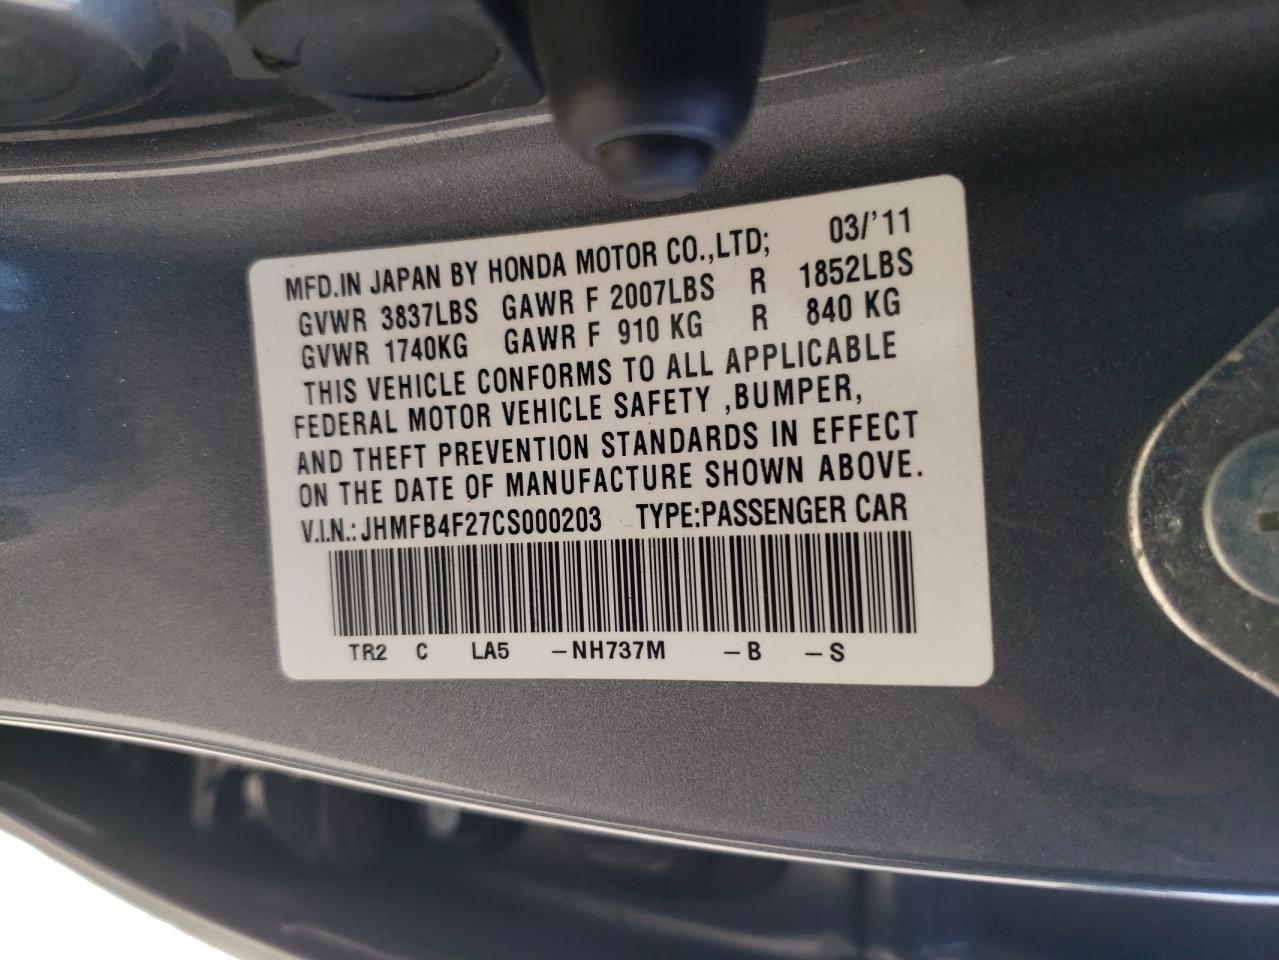 MFD.IN JAPAN BY HONDA MOTOR CO.,LTD; 03/'11
GVWR 3837LBS GAWR F 2007LBS R 1852LBS
GVWR 1740KG GAWR F 910 KG R 840 KG
THIS VEHICLE CONFORMS TO ALL APPLICABLE
FEDERAL MOTOR VEHICLE SAFETY ,BUMPER,
AND THEFT PREVENTION STANDARDS IN EFFECT
ON THE DATE OF MANUFACTURE SHOWN ABOVE.
V.I.N.: JHMFB4F27CS000203 TYPE:PASSENGER CAR
TR2 C LA5 –NH737M –B –S